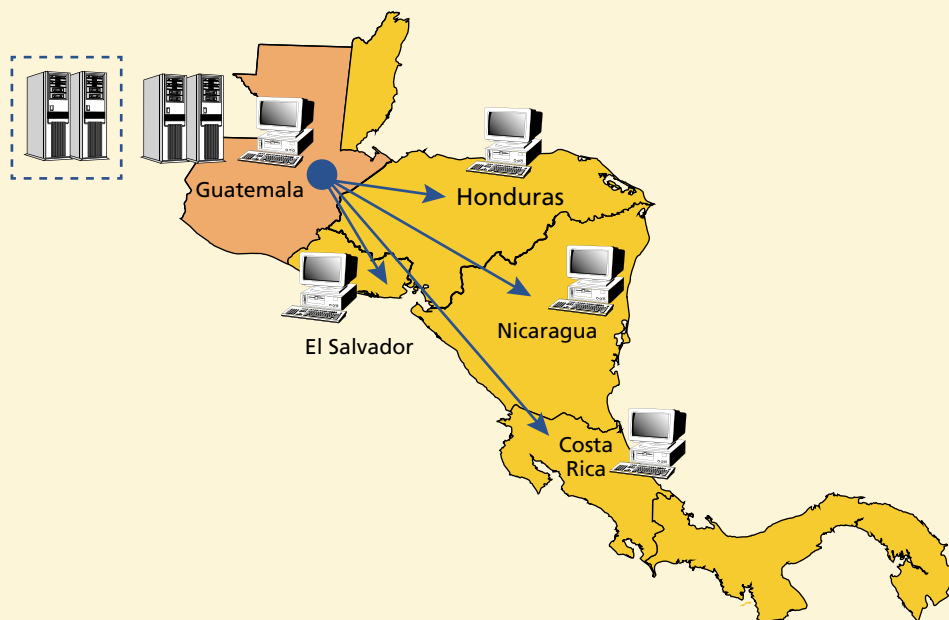 Guatemala
Honduras
Nicaragua
El Salvador
Costa
Rica